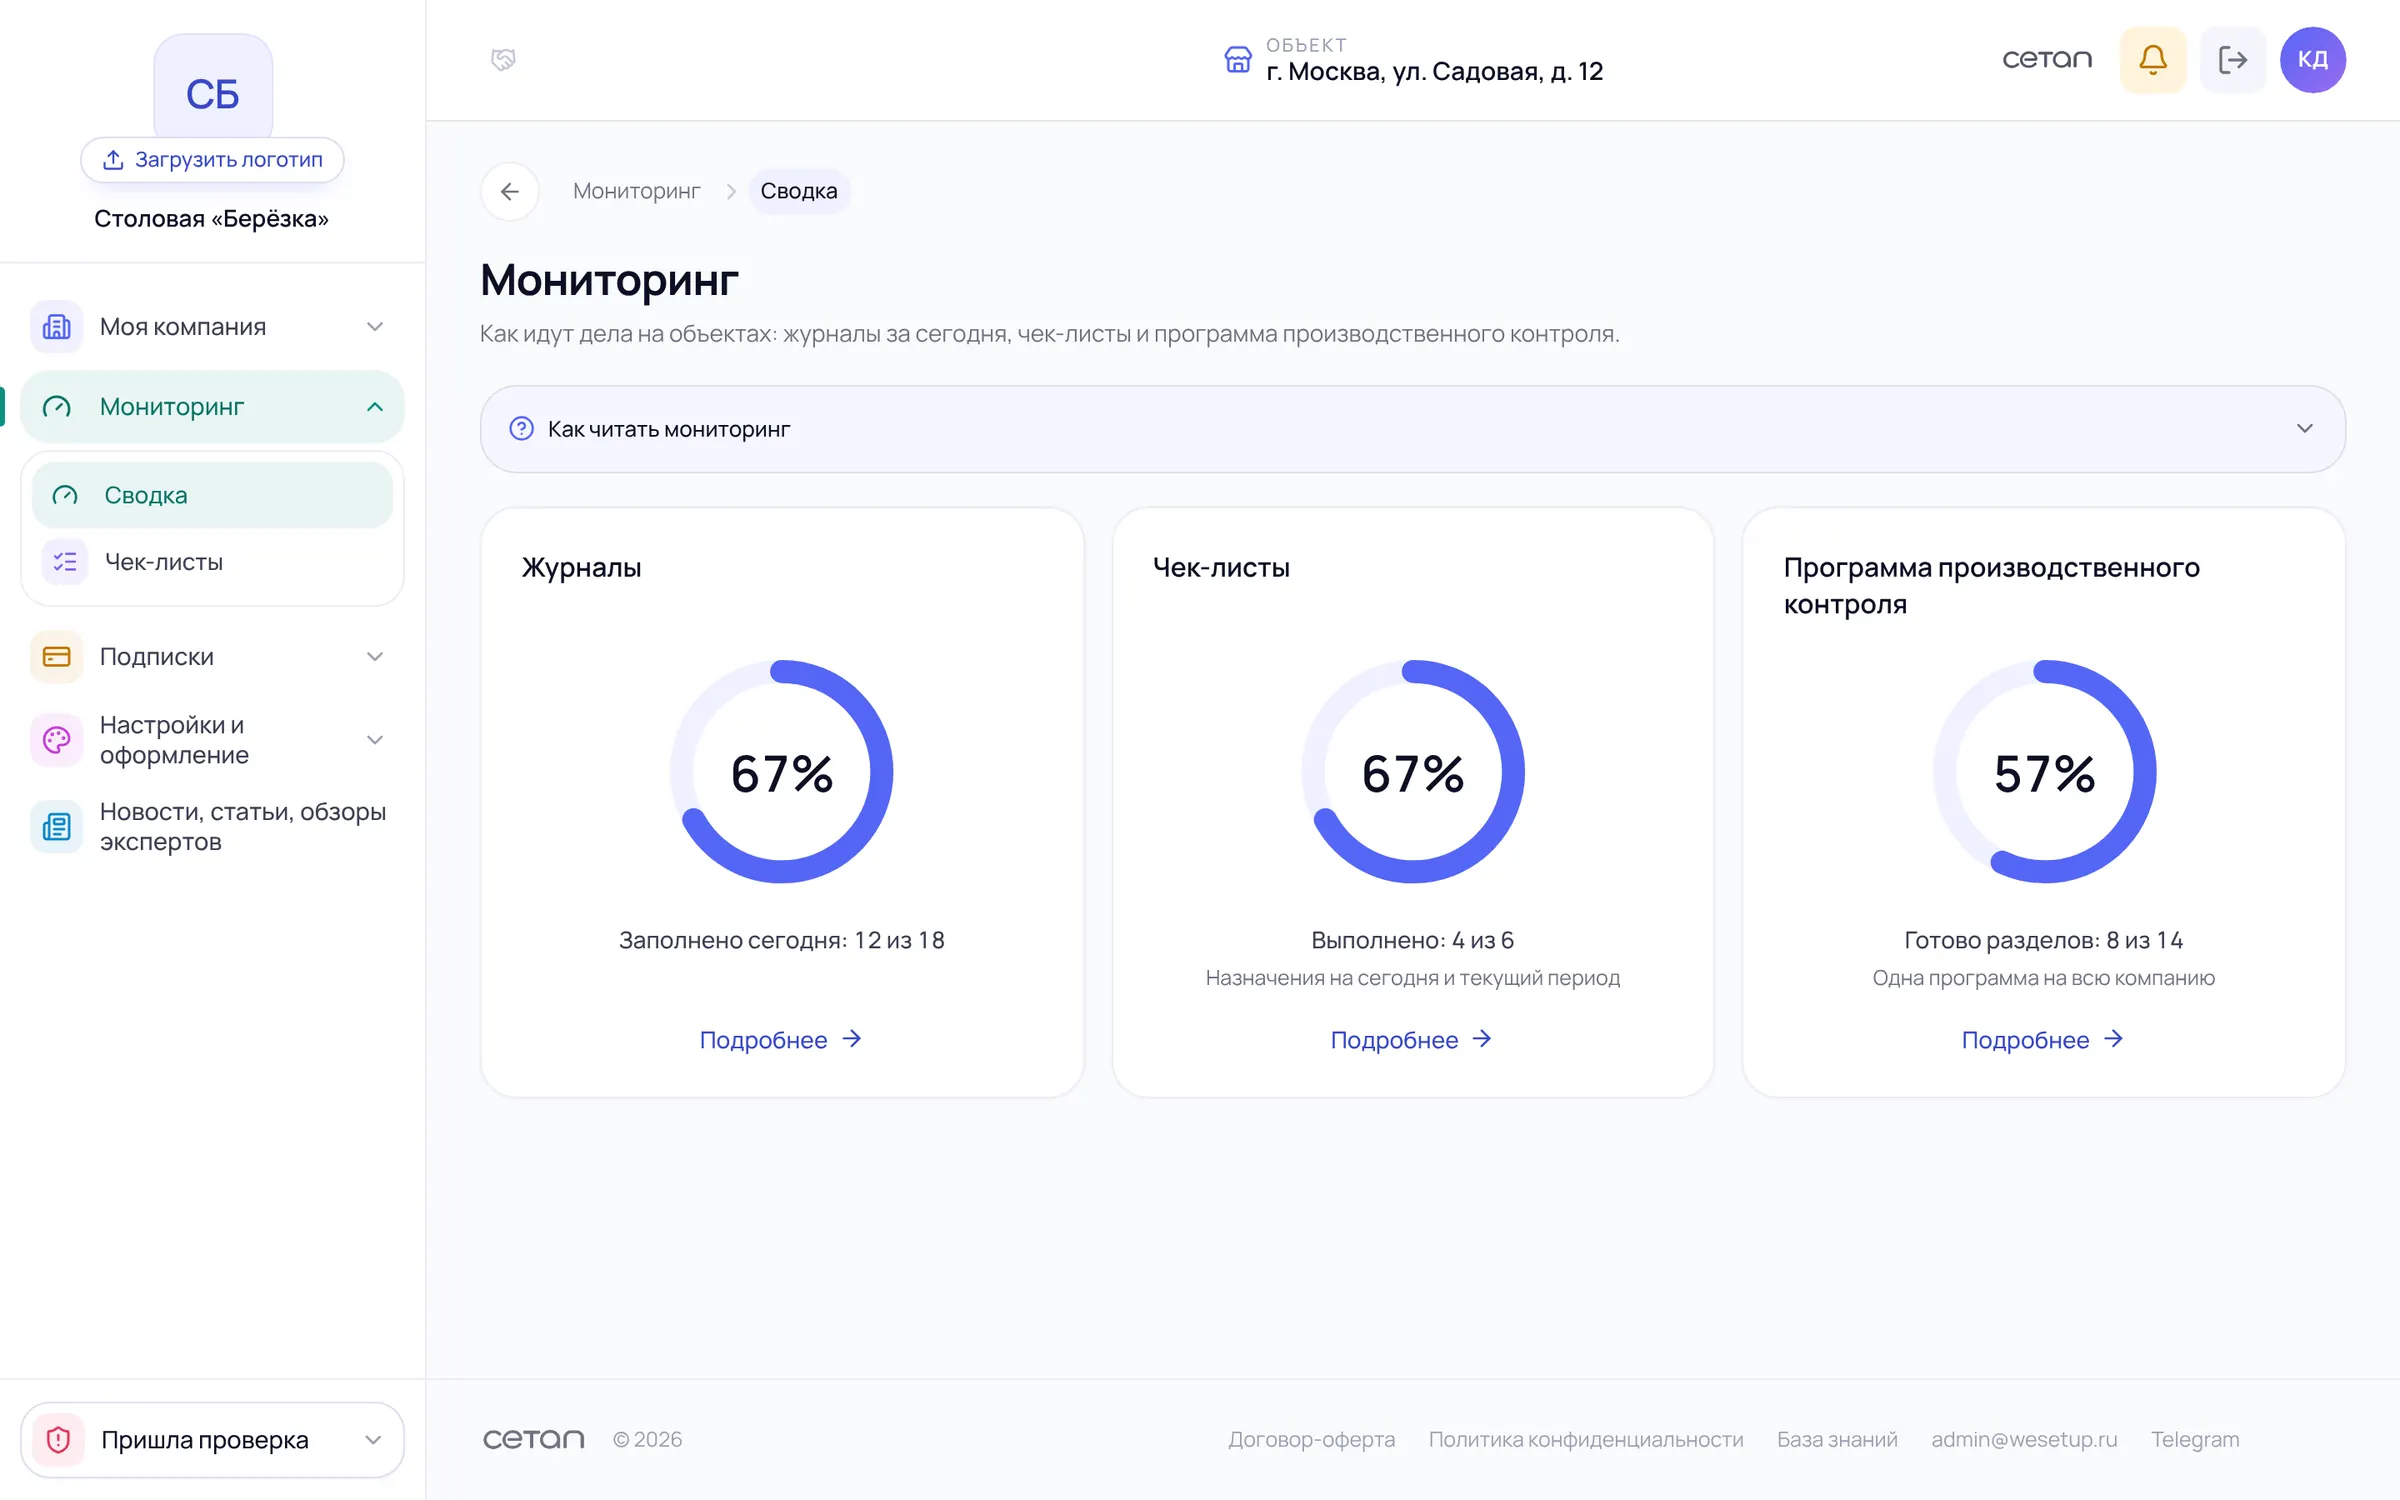 СБ
Загрузить логотип
Столовая «Берёзка»
Моя компания
Мониторинг
Сводка
Чек-листы
Подписки
Настройки и
оформление
Новости, статьи, обзоры
экспертов
Пришла проверка
ОБЪЕКТ
г. Москва, ул. Садовая, д. 12
сетап
КД
Мониторинг
Сводка
Мониторинг
Как идут дела на объектах: журналы за сегодня, чек-листы и программа производственного контроля.
Как читать мониторинг
Журналы
67%
Заполнено сегодня: 12 из 18
Подробнее
Чек-листы
67%
Выполнено: 4 из 6
Назначения на сегодня и текущий период
Подробнее
Программа производственного
контроля
57%
Готово разделов: 8 из 14
Одна программа на всю компанию
Подробнее
сетап
© 2026
Договор-оферта
Политика конфиденциальности
База знаний
admin@wesetup.ru
Telegram